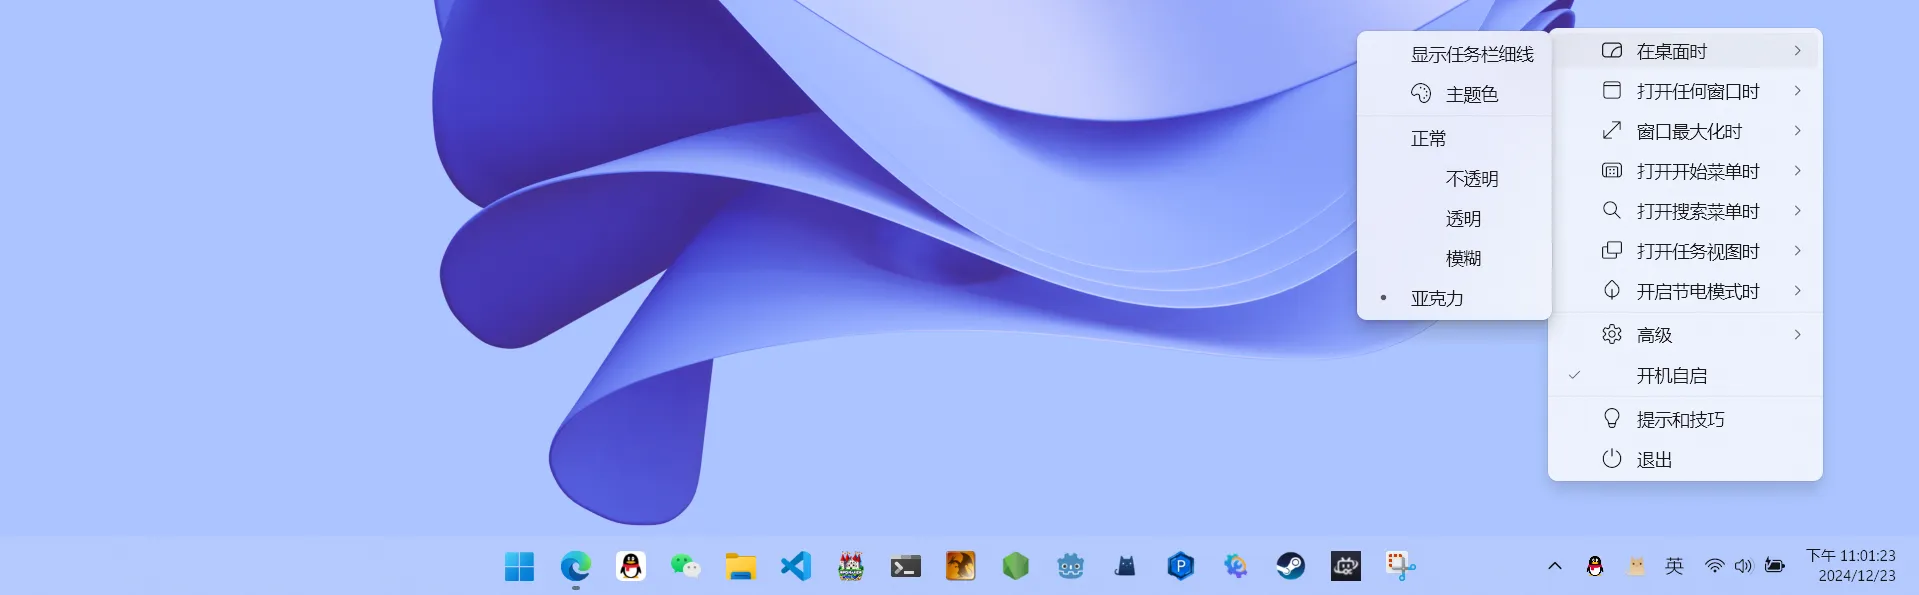 显示任务栏细线
主题色
正常
不透明
透明
模糊
亚克力
在桌面时
打开任何窗口时
窗口最大化时
打开开始菜单时
打开搜索菜单时
打开任务视图时
开启节电模式时
高级
开机自启
提示和技巧
退出
英
下午 11:01:23
2024/12/23